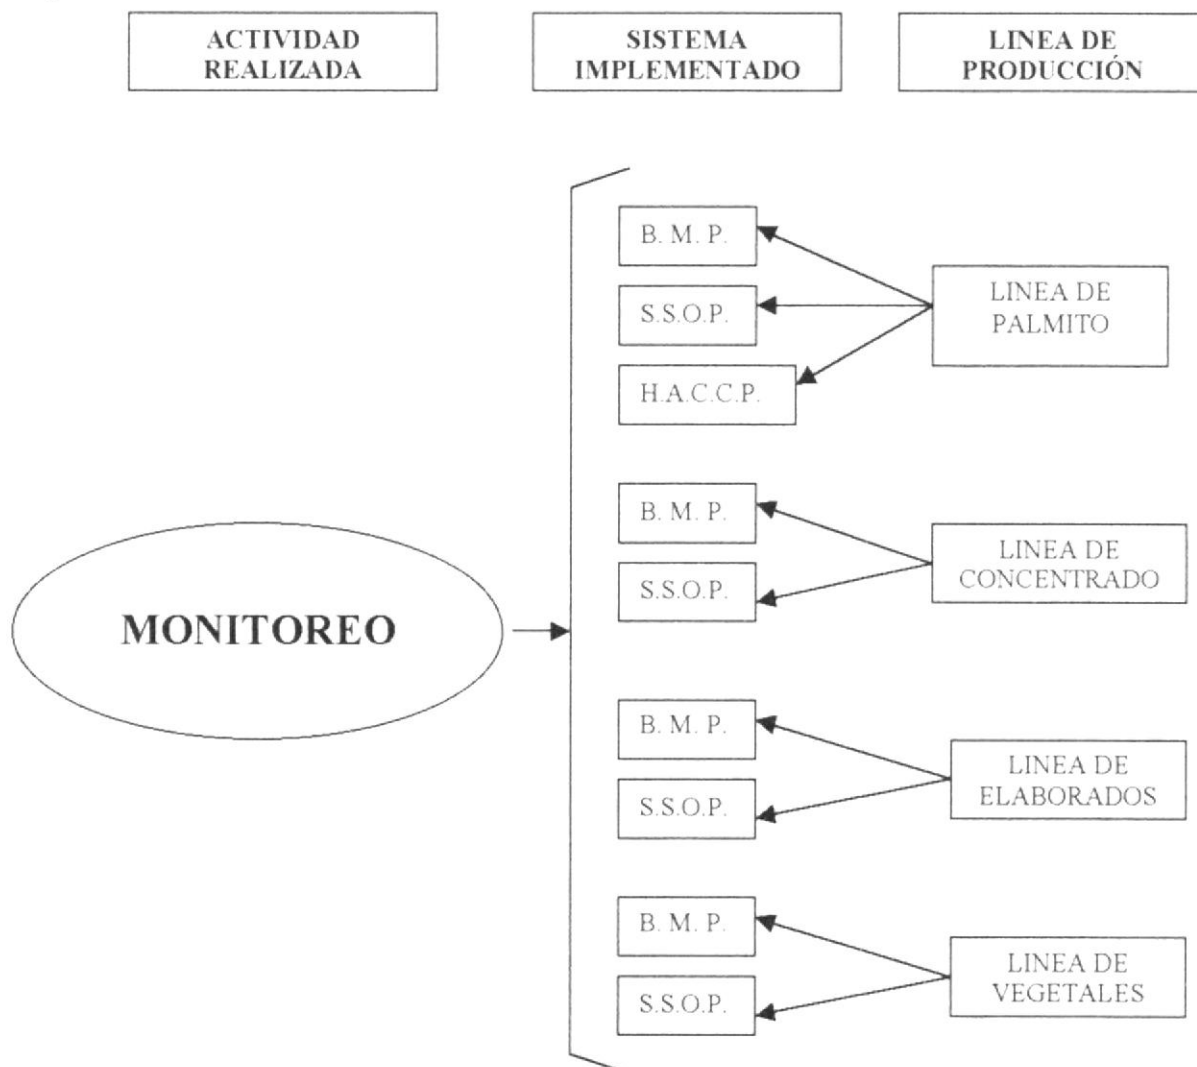 ACTIVIDAD
REALIZADA
SISTEMA
IMPLEMENTADO
LINEA DE
PRODUCCIÓN
B. M. P.
S.S.O.P.
H.A.C.C.P.
LINEA DE
PALMITO
B. M. P.
S.S.O.P.
LINEA DE
CONCENTRADO
MONITOREO
B. M. P.
S.S.O.P.
LINEA DE
ELABORADOS
B. M. P.
S.S.O.P.
LINEA DE
VEGETALES